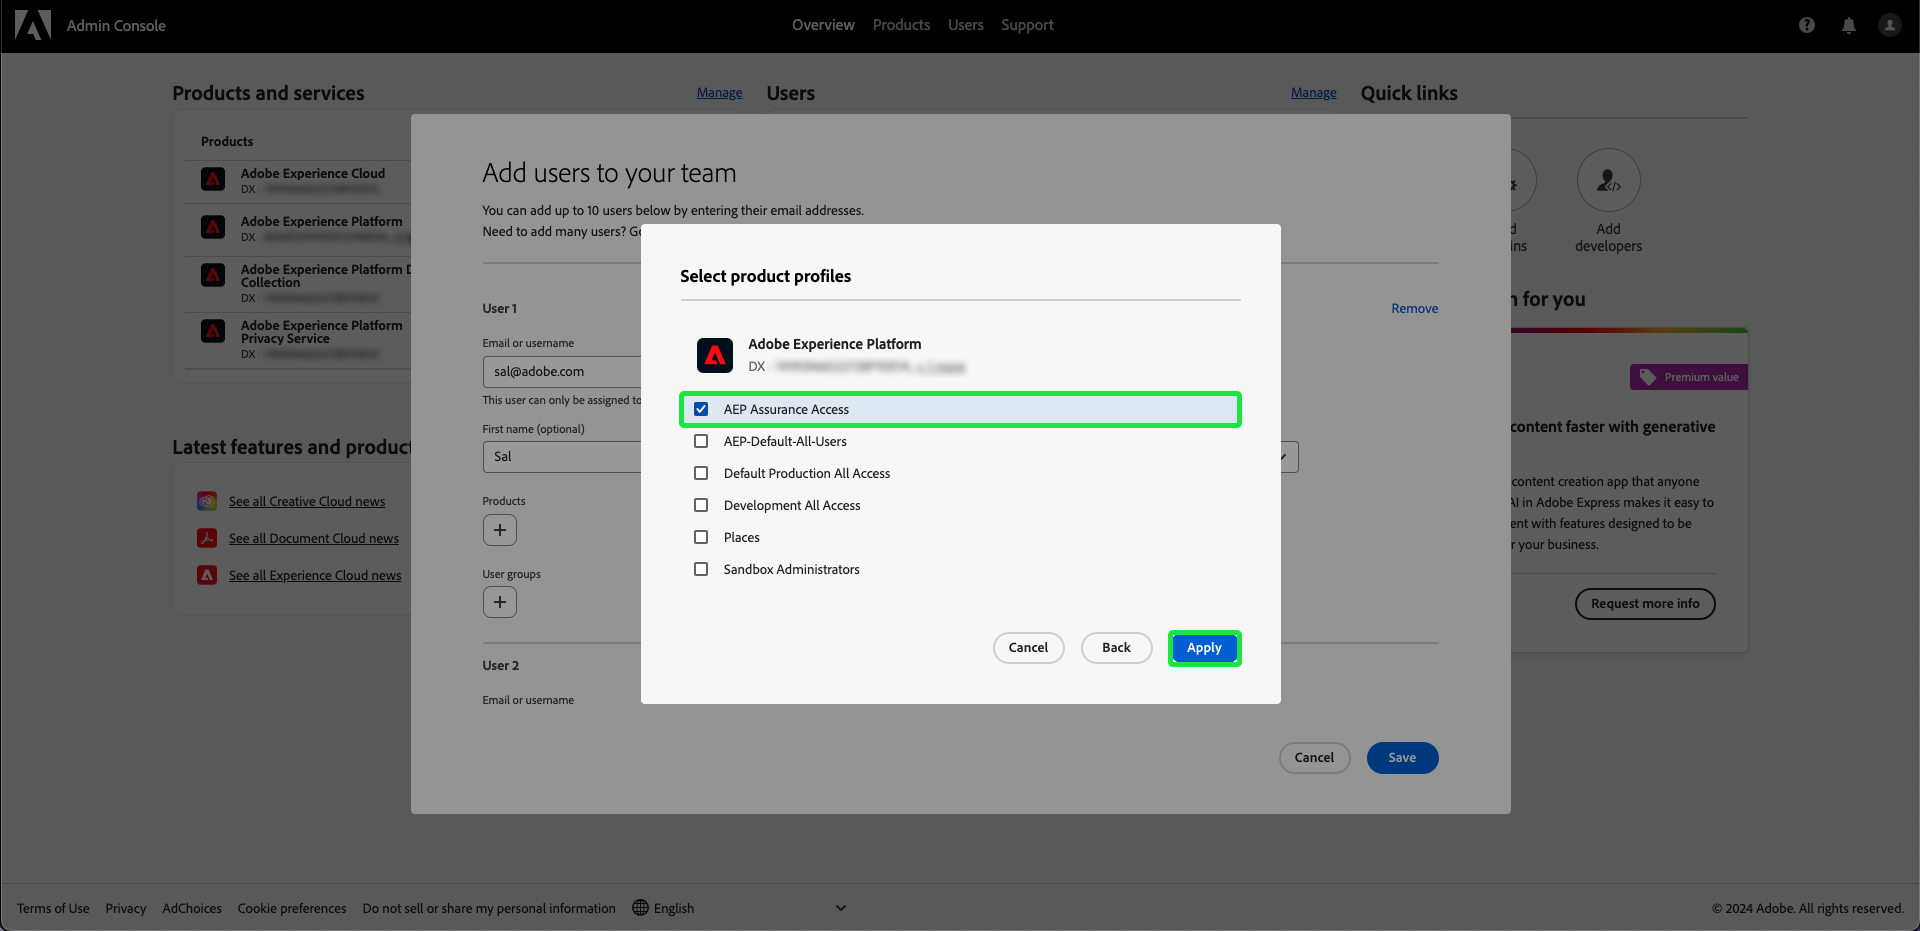 Admin Console
Overview Products Users Support
Products and services
Manage
Users
Manage
Quick links
Products
Adobe Experience Cloud
DX
Adobe Experience Platform
DX
Adobe Experience Platform D
Collection
DX
Adobe Experience Platform
Privacy Service
DX
Latest features and product
See all Creative Cloud news
See all Document Cloud news
See all Experience Cloud news
Add users to your team
You can add up to 10 users below by entering their email addresses.
Need to add many users? Go
User 1
Remove
Email or username
sal@adobe.com
This user can only be assigned to
First name (optional)
Sal
Products
User groups
User 2
Email or username
Cancel
Save
Select product profiles
Adobe Experience Platform
DX
AEP Assurance Access
AEP-Default-All-Users
Default Production All Access
Development All Access
Places
Sandbox Administrators
Cancel
Back
Apply
d
ins
Add
developers
n for you
Premium value
content faster with generative
content creation app that anyone
AI in Adobe Express makes it easy to
ent with features designed to be
r your business.
Request more info
Terms of Use Privacy AdChoices Cookie preferences Do not sell or share my personal information English
© 2024 Adobe. All rights reserved.